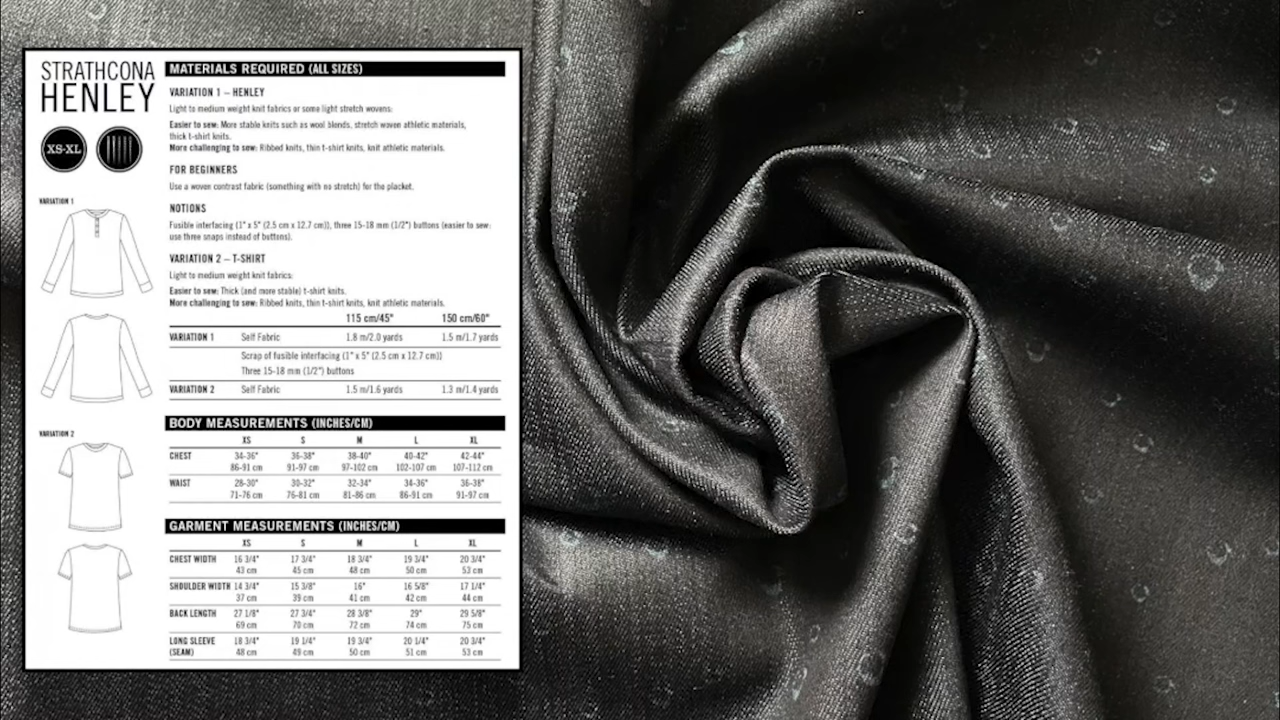 STRATHCONA
HENLEY
XS-XL
VARIATION 1
VARIATION 2
MATERIALS REQUIRED (ALL SIZES)
VARIATION 1 – HENLEY
Light to medium weight knit fabrics or some light stretch wovens:
Easier to sew: More stable knits such as wool blends, stretch woven athletic materials,
thick t-shirt knits.
More challenging to sew: Ribbed knits, thin t-shirt knits, knit athletic materials.
FOR BEGINNERS
Use a woven contrast fabric (something with no stretch) for the placket.
NOTIONS
Fusible interfacing (1" x 5" (2.5 cm x 12.7 cm)), three 15-18 mm (1/2") buttons (easier to sew:
use three snaps instead of buttons).
VARIATION 2 – T-SHIRT
Light to medium weight knit fabrics:
Easier to sew: Thick (and more stable) t-shirt knits.
More challenging to sew: Ribbed knits, thin t-shirt knits, knit athletic materials.
115 cm/45" 150 cm/60"
VARIATION 1 Self Fabric 1.8 m/2.0 yards 1.5 m/1.7 yards
Scrap of fusible interfacing (1" x 5" (2.5 cm x 12.7 cm))
Three 15-18 mm (1/2") buttons
VARIATION 2 Self Fabric 1.5 m/1.6 yards 1.3 m/1.4 yards
BODY MEASUREMENTS (INCHES/CM)
XS S M L XL
CHEST 34-36" 36-38" 38-40" 40-42" 42-44"
86-91 cm 91-97 cm 97-102 cm 102-107 cm 107-112 cm
WAIST 28-30" 30-32" 32-34" 34-36" 36-38"
71-76 cm 76-81 cm 81-86 cm 86-91 cm 91-97 cm
GARMENT MEASUREMENTS (INCHES/CM)
XS S M L XL
CHEST WIDTH 16 3/4" 17 3/4" 18 3/4" 19 3/4" 20 3/4"
43 cm 45 cm 48 cm 50 cm 53 cm
SHOULDER WIDTH 14 3/4" 15 3/8" 16" 16 5/8" 17 1/4"
37 cm 39 cm 41 cm 42 cm 44 cm
BACK LENGTH 27 1/8" 27 3/4" 28 3/8" 29" 29 5/8"
69 cm 70 cm 72 cm 74 cm 75 cm
LONG SLEEVE 18 3/4" 19 1/4" 19 3/4" 20 1/4" 20 3/4"
(SEAM) 48 cm 49 cm 50 cm 51 cm 53 cm